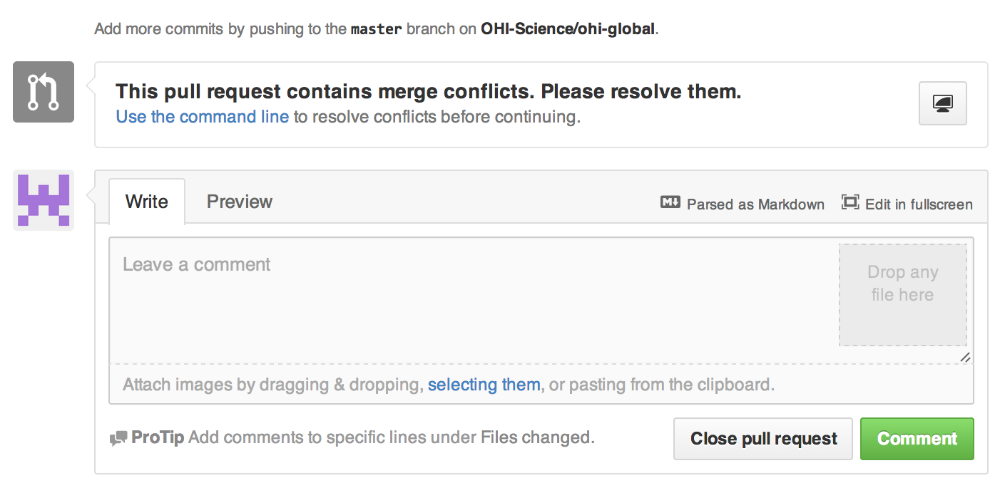 Add more commits by pushing to the master branch on OHI-Science/ohi-global.
This pull request contains merge conflicts. Please resolve them.
Use the command line to resolve conflicts before continuing.
Write Preview Parsed as Markdown Edit in fullscreen
Leave a comment
Drop any
file here
Attach images by dragging & dropping, selecting them, or pasting from the clipboard.
ProTip Add comments to specific lines under Files changed.
Close pull request Comment